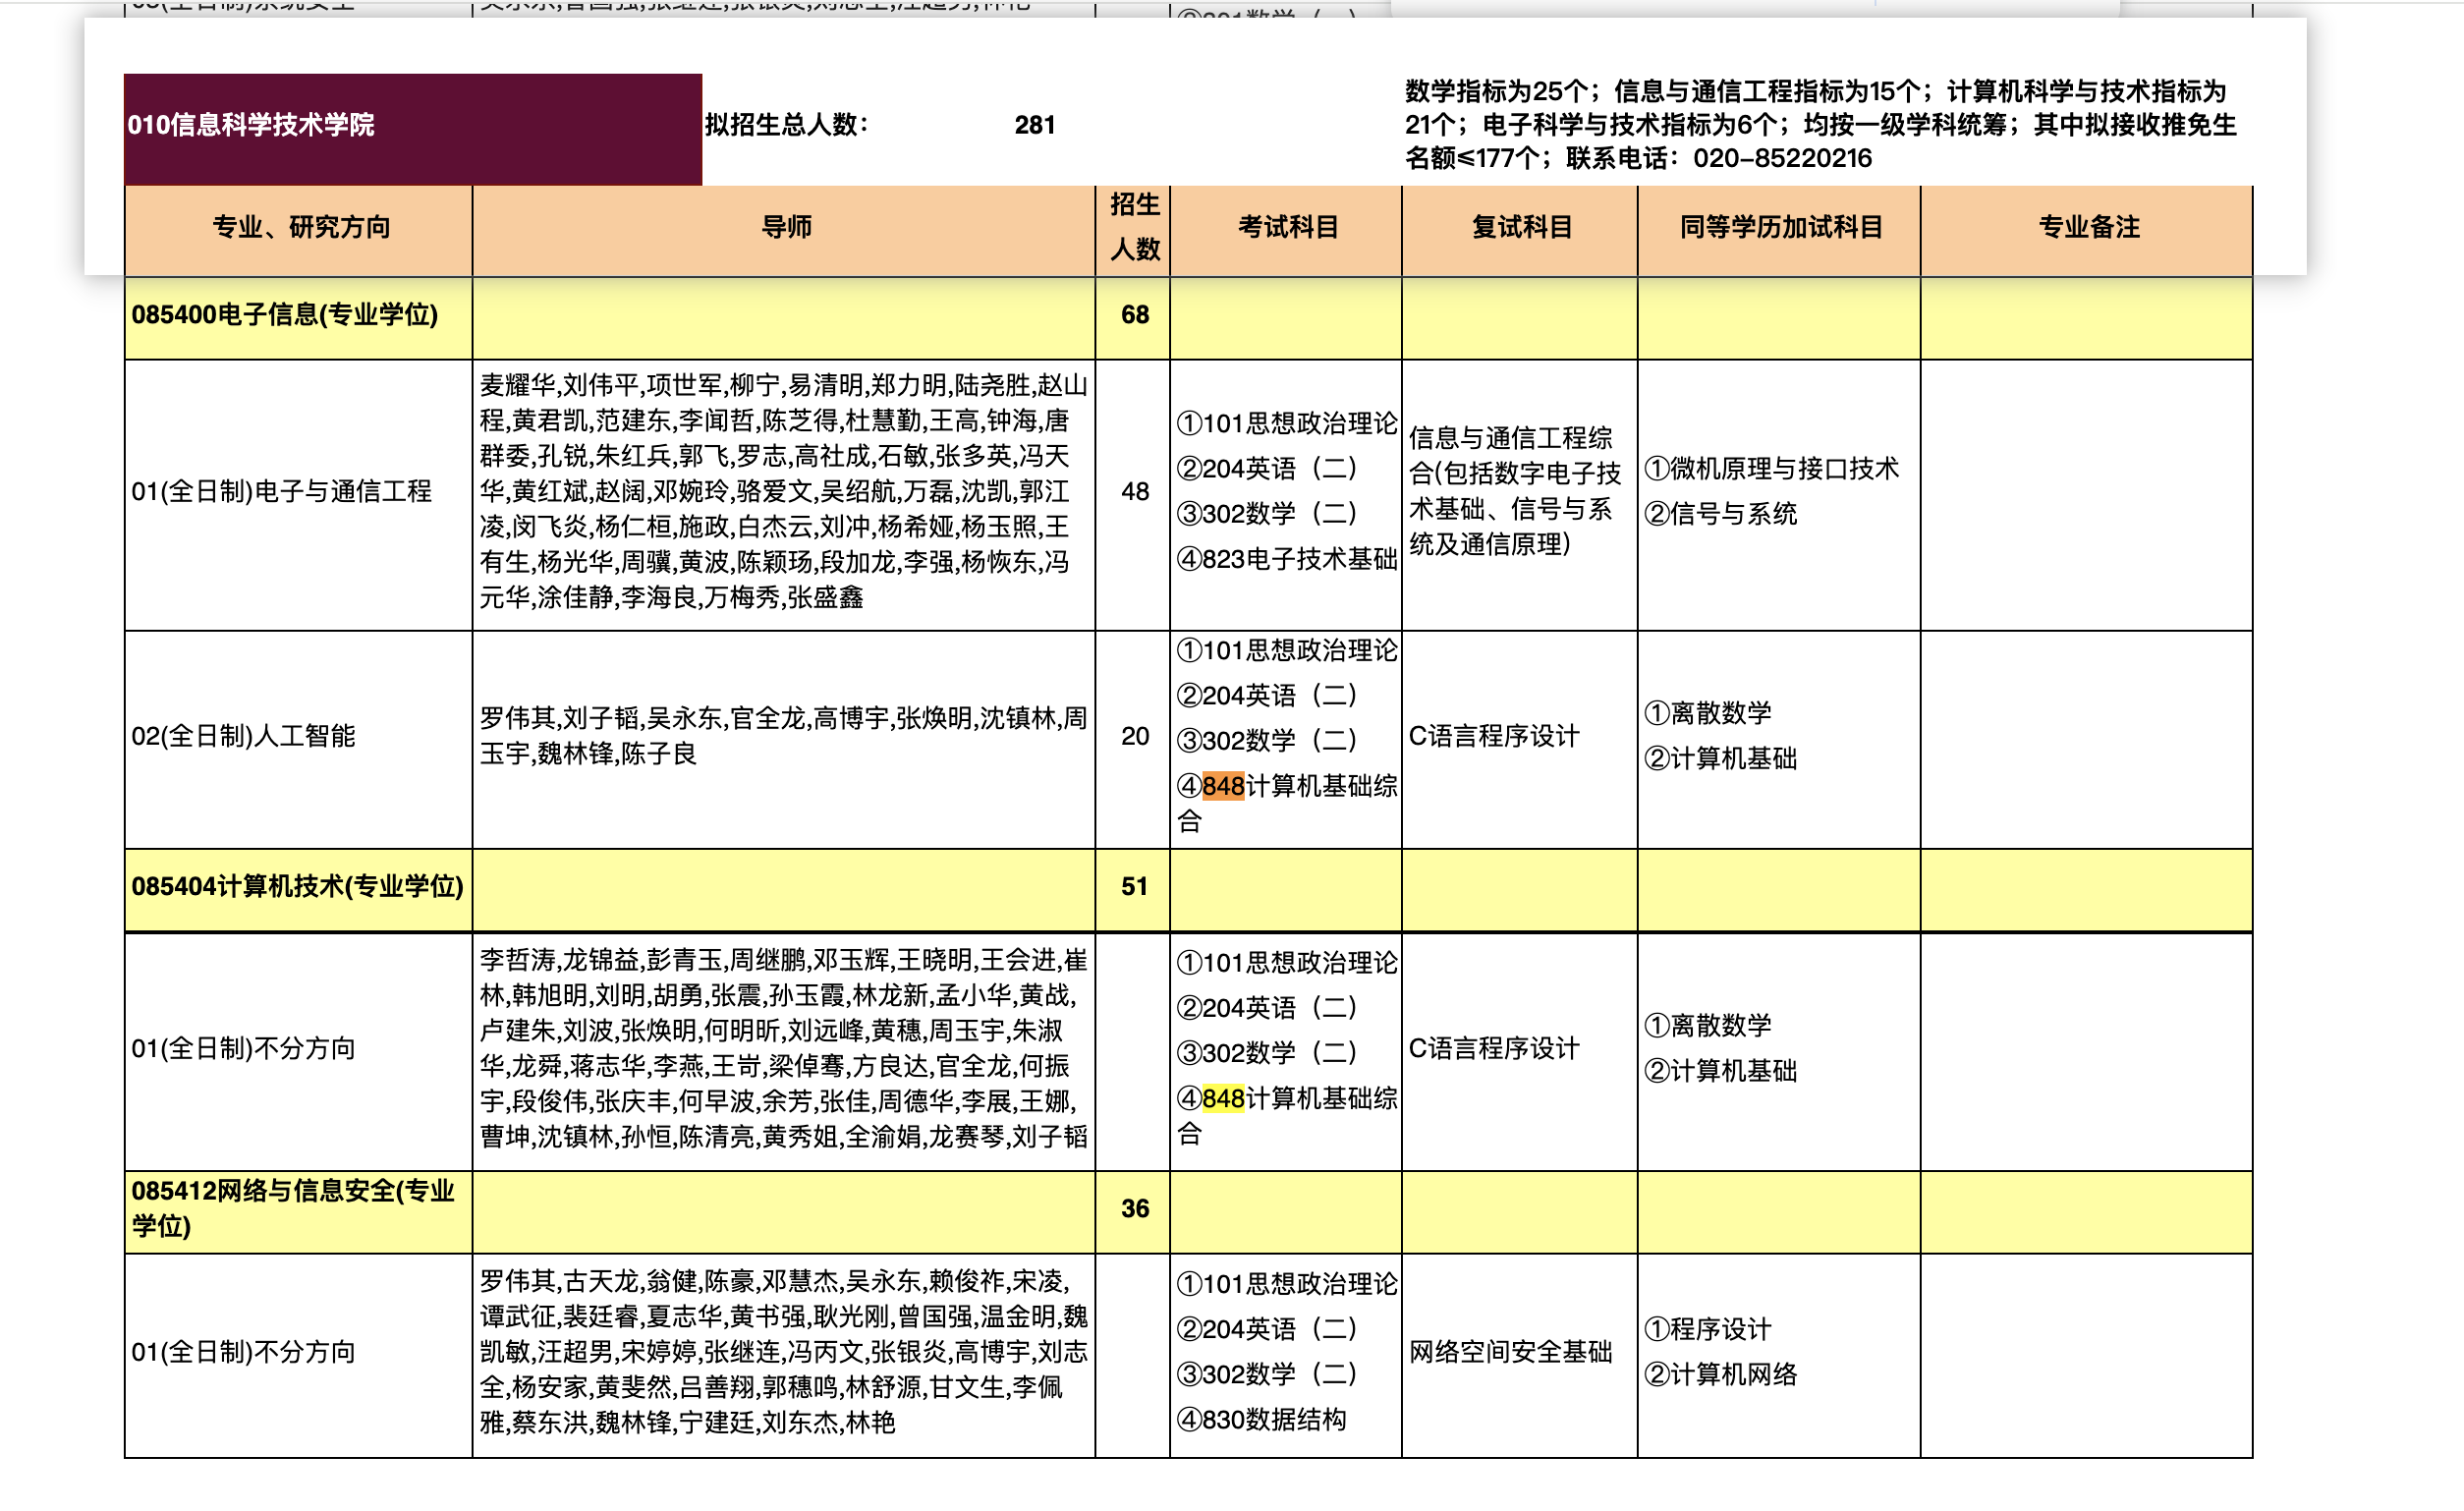 010信息科学技术学院
拟招生总人数：
281
数学指标为25个；信息与通信工程指标为15个；计算机科学与技术指标为
21个；电子科学与技术指标为6个；均按一级学科统筹；其中拟接收推免生
名额≤177个；联系电话：020-85220216
专业、研究方向
导师
招生
人数
考试科目
复试科目
同等学历加试科目
专业备注
085400电子信息(专业学位)
68
01(全日制)电子与通信工程
麦耀华,刘伟平,项世军,柳宁,易清明,郑力明,陆尧胜,赵山
程,黄君凯,范建东,李闻哲,陈芝得,杜慧勤,王高,钟海,唐
群委,孔锐,朱红兵,郭飞,罗志,高社成,石敏,张多英,冯天
华,黄红斌,赵阔,邓婉玲,骆爱文,吴绍航,万磊,沈凯,郭江
凌,闵飞炎,杨仁桓,施政,白杰云,刘冲,杨希娅,杨玉照,王
有生,杨光华,周骥,黄波,陈颖玚,段加龙,李强,杨恢东,冯
元华,涂佳静,李海良,万梅秀,张盛鑫
48
①101思想政治理论
②204英语（二）
③302数学（二）
④823电子技术基础
信息与通信工程综
合(包括数字电子技
术基础、信号与系
统及通信原理)
①微机原理与接口技术
②信号与系统
02(全日制)人工智能
罗伟其,刘子韬,吴永东,官全龙,高博宇,张焕明,沈镇林,周
玉宇,魏林锋,陈子良
20
①101思想政治理论
②204英语（二）
③302数学（二）
④848计算机基础综
合
C语言程序设计
①离散数学
②计算机基础
085404计算机技术(专业学位)
51
01(全日制)不分方向
李哲涛,龙锦益,彭青玉,周继鹏,邓玉辉,王晓明,王会进,崔
林,韩旭明,刘明,胡勇,张震,孙玉霞,林龙新,孟小华,黄战,
卢建朱,刘波,张焕明,何明昕,刘远峰,黄穗,周玉宇,朱淑
华,龙舜,蒋志华,李燕,王岢,梁倬骞,方良达,官全龙,何振
宇,段俊伟,张庆丰,何早波,余芳,张佳,周德华,李展,王娜,
曹坤,沈镇林,孙恒,陈清亮,黄秀姐,全渝娟,龙赛琴,刘子韬
①101思想政治理论
②204英语（二）
③302数学（二）
④848计算机基础综
合
C语言程序设计
①离散数学
②计算机基础
085412网络与信息安全(专业
学位)
36
01(全日制)不分方向
罗伟其,古天龙,翁健,陈豪,邓慧杰,吴永东,赖俊祚,宋凌,
谭武征,裴廷睿,夏志华,黄书强,耿光刚,曾国强,温金明,魏
凯敏,汪超男,宋婷婷,张继连,冯丙文,张银炎,高博宇,刘志
全,杨安家,黄斐然,吕善翔,郭穗鸣,林舒源,甘文生,李佩
雅,蔡东洪,魏林锋,宁建廷,刘东杰,林艳
①101思想政治理论
②204英语（二）
③302数学（二）
④830数据结构
网络空间安全基础
①程序设计
②计算机网络